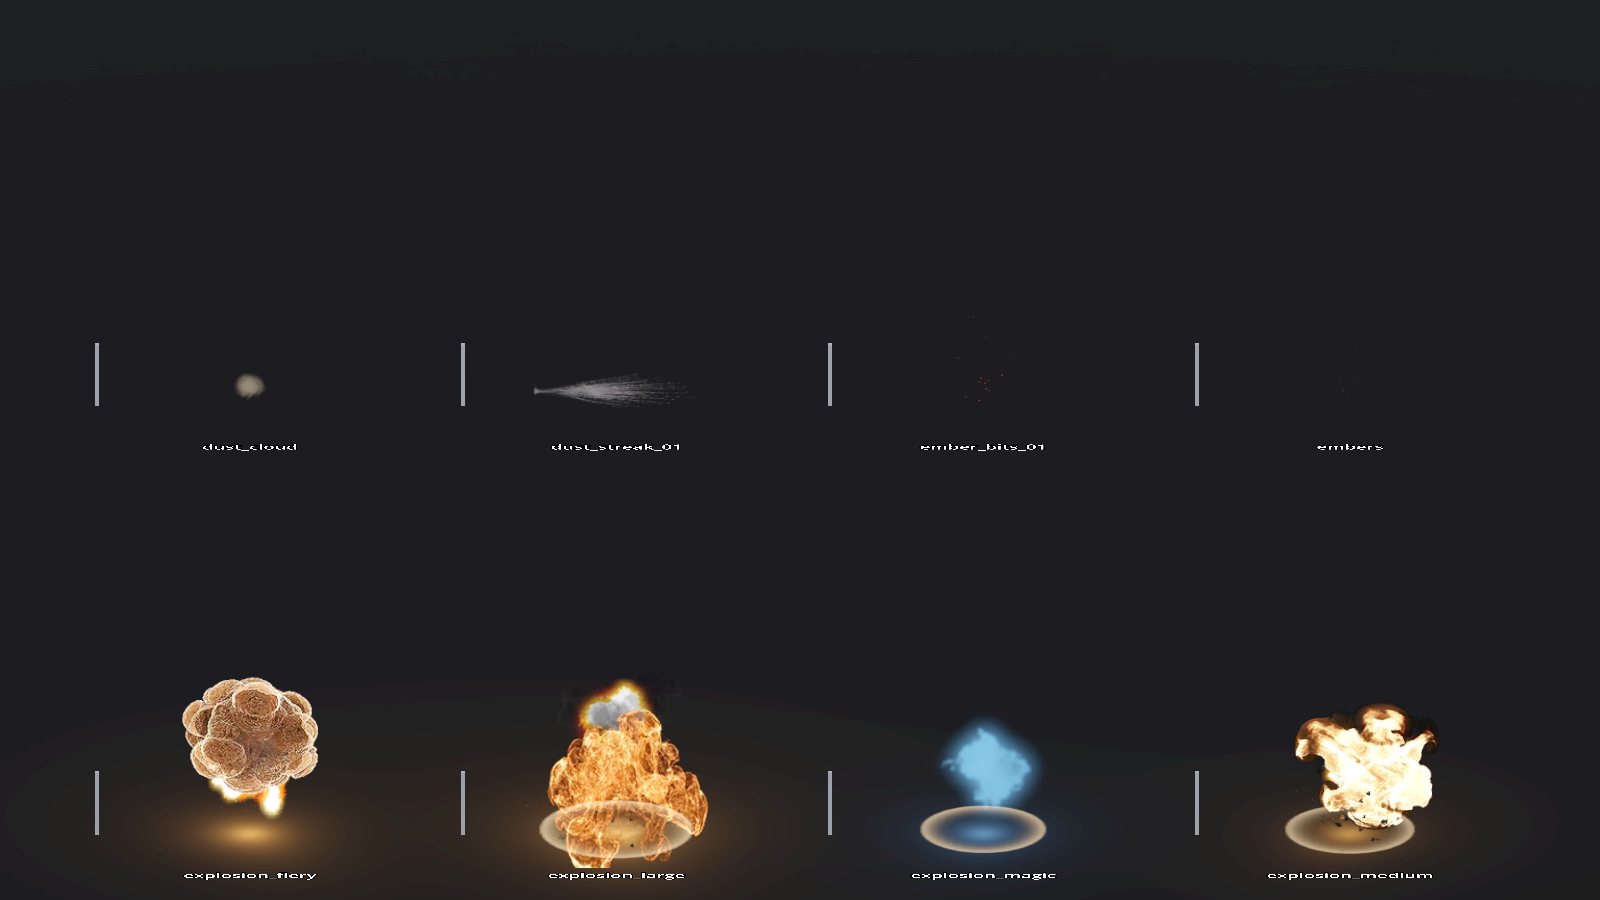 dust_cloud
dust_streak_01
ember_bits_01
embers
explosion_fiery
explosion_large
explosion_magic
explosion_medium